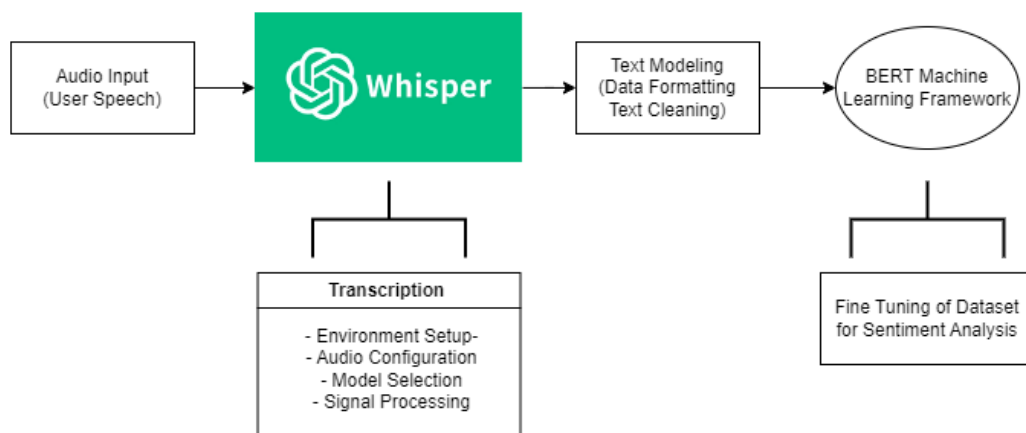 Audio Input
(User Speech)
Whisper
Text Modeling
(Data Formatting
Text Cleaning)
BERT Machine
Learning Framework
Transcription
- Environment Setup-
- Audio Configuration
- Model Selection
- Signal Processing
Fine Tuning of Dataset
for Sentiment Analysis